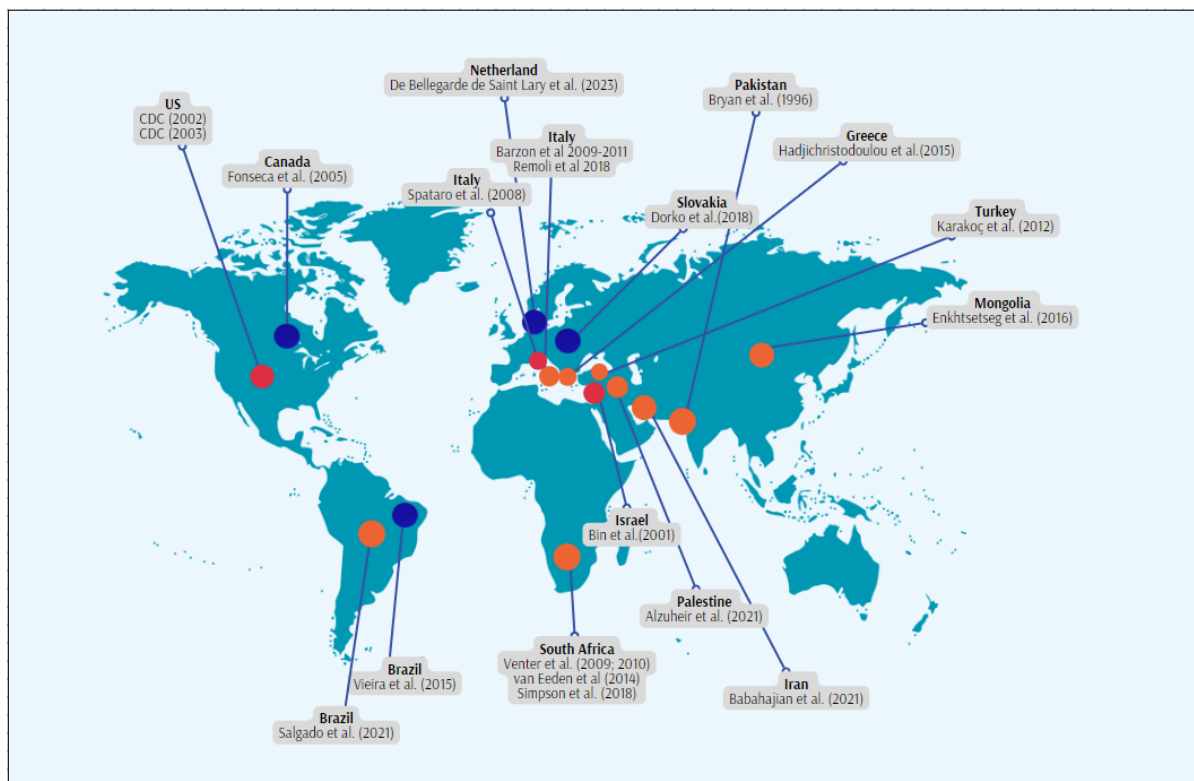 Netherland
De Bellegarde de Saint Lary et al. (2023)
Pakistan
Bryan et al. (1996)
US
CDC (2002)
CDC (2003)
Italy
Barzon et al 2009-2011
Remoli et al 2018
Greece
Hadjichristodoulou et al.(2015)
Canada
Fonseca et al. (2005)
Italy
Spataro et al. (2008)
Slovakia
Dorko et al.(2018)
Turkey
Karakoç et al. (2012)
Mongolia
Enkhtsetseg et al. (2016)
Israel
Bin et al.(2001)
Palestine
Alzuheir et al. (2021)
South Africa
Venter et al. (2009; 2010)
van Eeden et al (2014)
Simpson et al. (2018)
Brazil
Vieira et al. (2015)
Iran
Babahajian et al. (2021)
Brazil
Salgado et al. (2021)